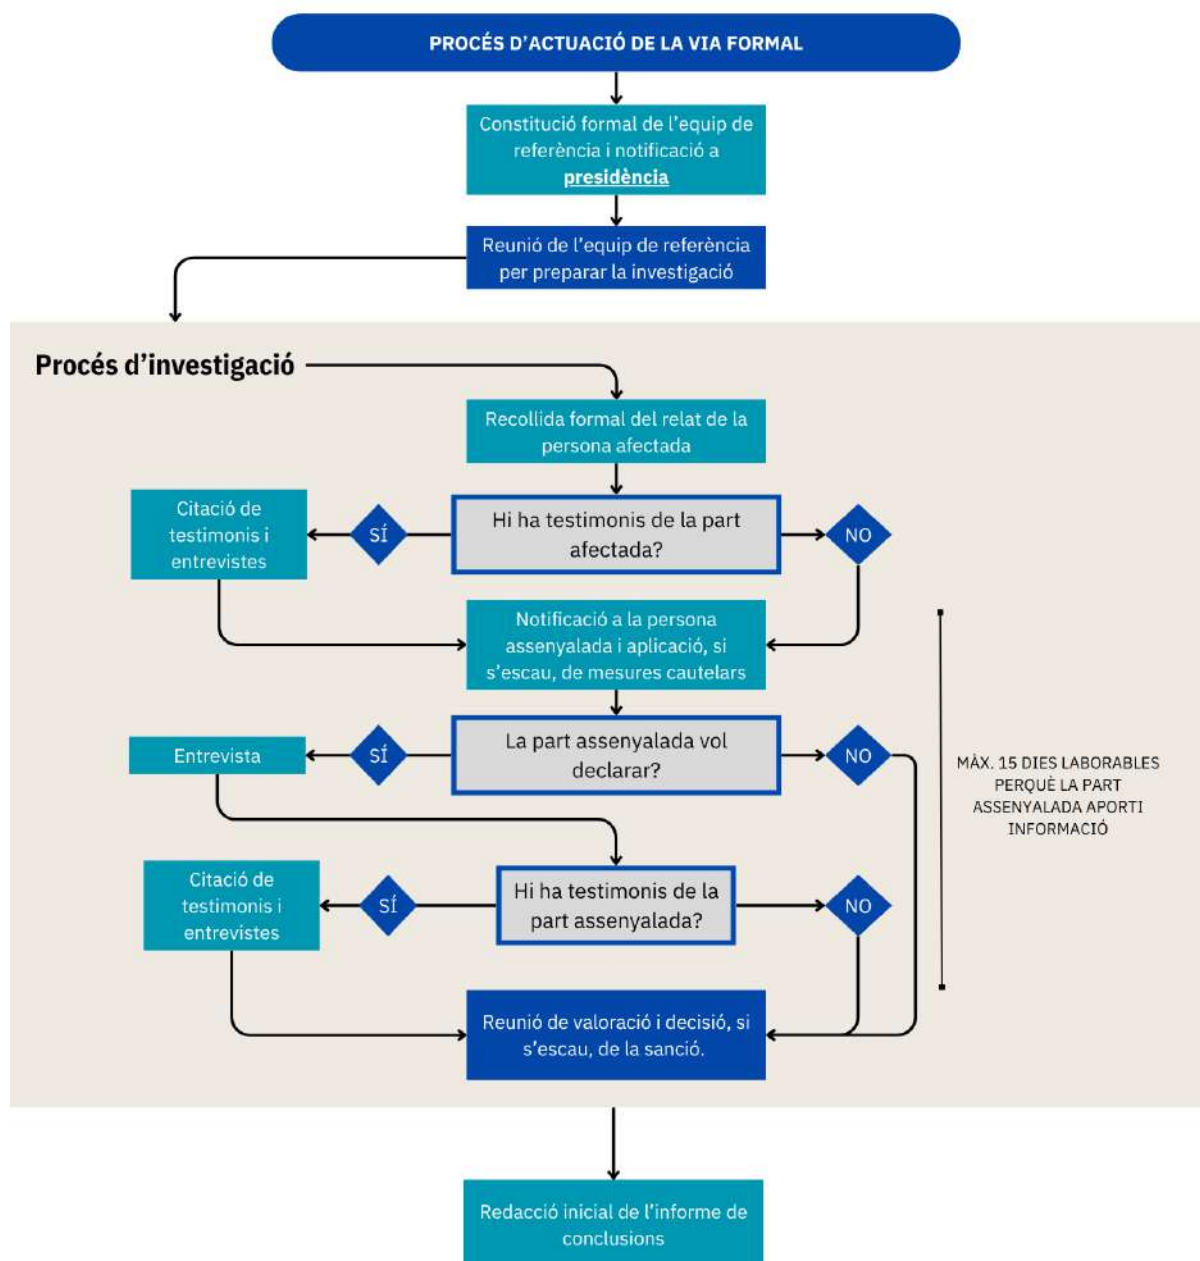 PROCÉS D'ACTUACIÓ DE LA VIA FORMAL
Constitució formal de l'equip de
referència i notificació a
presidència
Reunió de l'equip de referència
per preparar la investigació
Procés d'investigació
Recollida formal del relat de la
persona afectada
Citació de
testimonis i
entrevistes
SÍ
Hi ha testimonis de la part
afectada?
NO
Notificació a la persona
assenyalada i aplicació, si
s'escau, de mesures cautelars
Entrevista
SÍ
La part assenyalada vol
declarar?
NO
MÀX. 15 DIES LABORABLES
PERQUÈ LA PART
ASSENYALADA APORTI
INFORMACIÓ
Citació de
testimonis i
entrevistes
SÍ
Hi ha testimonis de la
part assenyalada?
NO
Reunió de valoració i decisió, si
s'escau, de la sanció.
Redacció inicial de l'informe de
conclusions